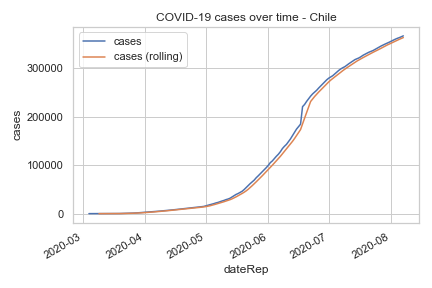 COVID-19 cases over time - Chile
cases
cases (rolling)
300000
200000
100000
0
cases
2020-03
2020-04
2020-05
2020-06
2020-07
2020-08
dateRep